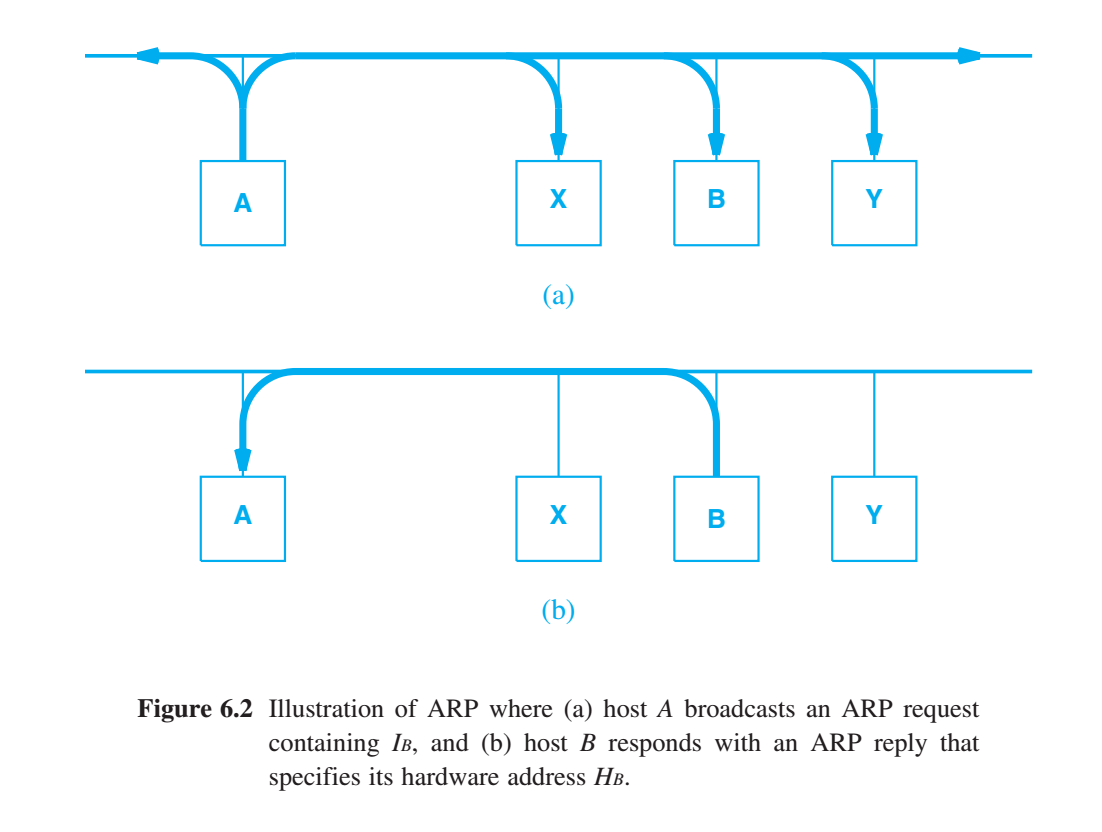 A
X
B
Y
(a)
A
X
B
Y
(b)
Figure 6.2 Illustration of ARP where (a) host A broadcasts an ARP request
containing IB, and (b) host B responds with an ARP reply that
specifies its hardware address HB.